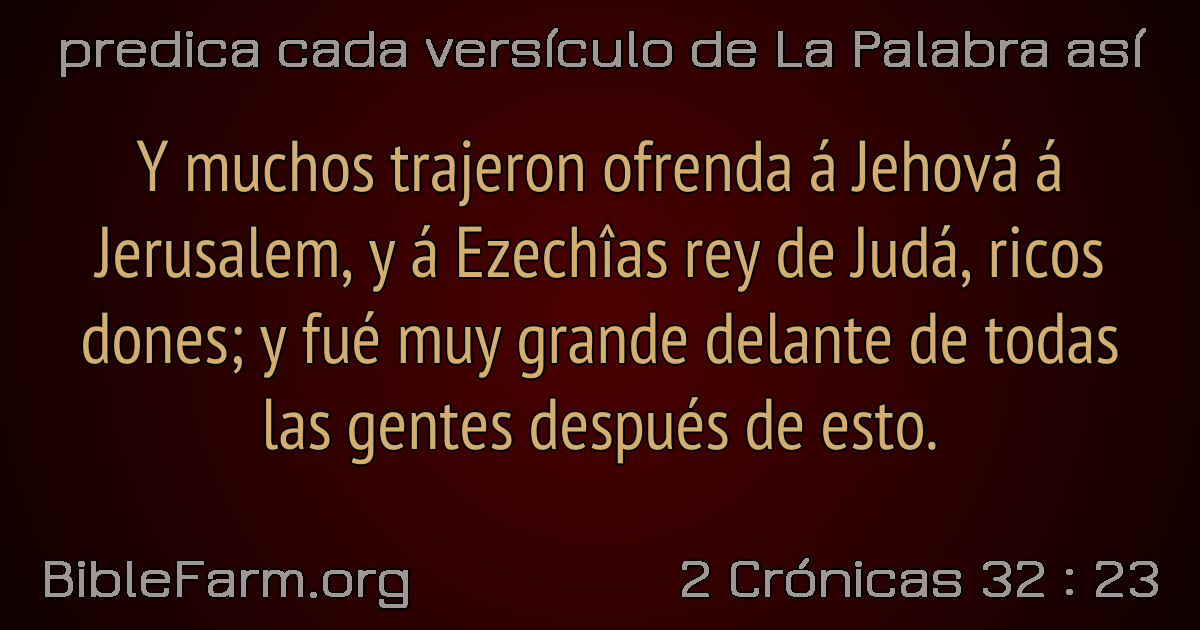 predica cada versículo de La Palabra así
Y muchos trajeron ofrenda á Jehová á
Jerusalem, y á Ezechîas rey de Judá, ricos
dones; y fué muy grande delante de todas
las gentes después de esto.
BibleFarm.org
2 Crónicas 32 : 23